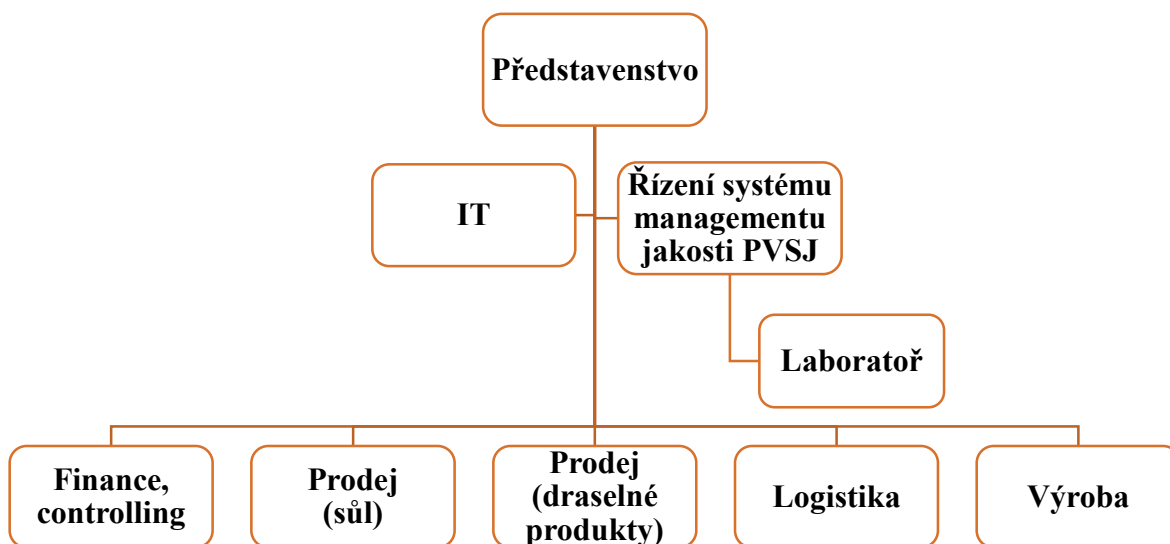 Představenstvo
IT
Řízení systému
managementu
jakosti PVSJ
Laboratoř
Finance,
controlling
Prodej
(sůl)
Prodej
(draselné
produkty)
Logistika
Výroba